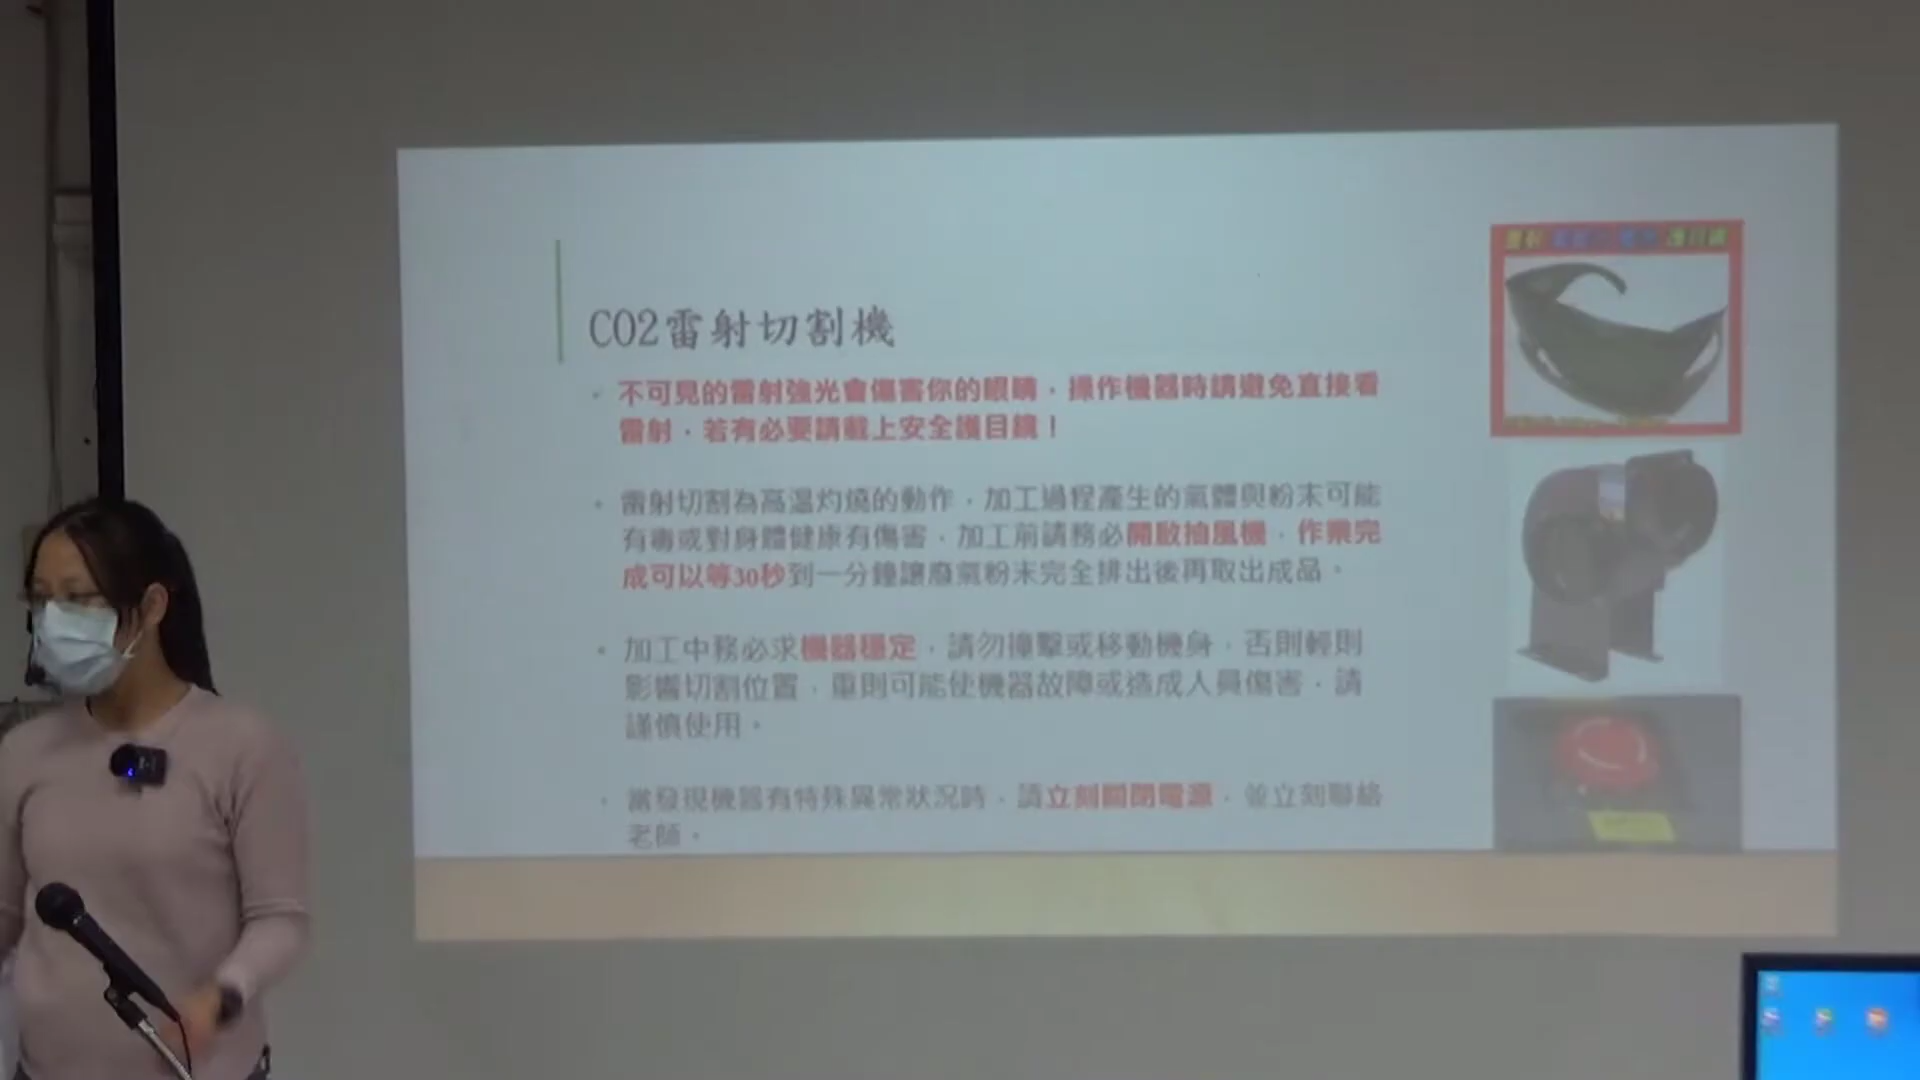 CO2雷射切割機
不可見的雷射強光會傷害你的眼睛，操作機器時請避免直接看
雷射，若有必要請戴上安全護目鏡！
雷射切割為高溫灼燒的動作，加工過程產生的氣體與粉末可能
有毒或對身體健康有傷害，加工前請務必開啟抽風機，作業完
成可以等30秒到一分鐘讓廢氣粉末完全排出後再取出成品。
加工中務必求機器穩定，請勿撞擊或移動機身，否則輕則
影響切割位置，重則可能使機器故障或造成人員傷害，請
謹慎使用。
當發現機器有特殊異常狀況時，請立刻關閉電源，並立刻聯絡
老師。